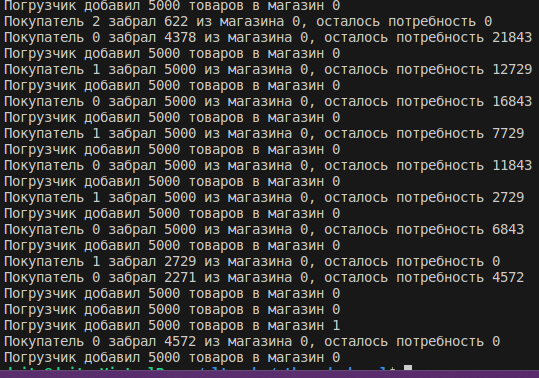 Погрузчик добавил 5000 товаров в магазин 0
Покупатель 2 забрал 622 из магазина 0, осталось потребность 0
Покупатель 0 забрал 4378 из магазина 0, осталось потребность 21843
Погрузчик добавил 5000 товаров в магазин 0
Покупатель 1 забрал 5000 из магазина 0, осталось потребность 12729
Погрузчик добавил 5000 товаров в магазин 0
Покупатель 0 забрал 5000 из магазина 0, осталось потребность 16843
Погрузчик добавил 5000 товаров в магазин 0
Покупатель 1 забрал 5000 из магазина 0, осталось потребность 7729
Погрузчик добавил 5000 товаров в магазин 0
Покупатель 0 забрал 5000 из магазина 0, осталось потребность 11843
Погрузчик добавил 5000 товаров в магазин 0
Покупатель 1 забрал 5000 из магазина 0, осталось потребность 2729
Погрузчик добавил 5000 товаров в магазин 0
Покупатель 0 забрал 5000 из магазина 0, осталось потребность 6843
Погрузчик добавил 5000 товаров в магазин 0
Покупатель 1 забрал 2729 из магазина 0, осталось потребность 0
Покупатель 0 забрал 2271 из магазина 0, осталось потребность 4572
Погрузчик добавил 5000 товаров в магазин 0
Погрузчик добавил 5000 товаров в магазин 0
Погрузчик добавил 5000 товаров в магазин 1
Покупатель 0 забрал 4572 из магазина 0, осталось потребность 0
Погрузчик добавил 5000 товаров в магазин 0